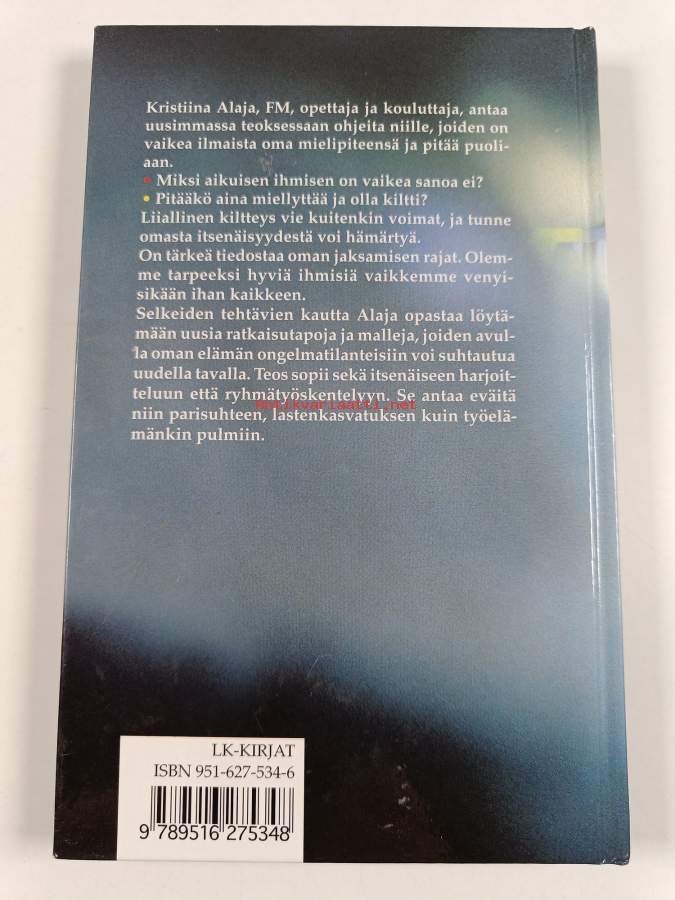 Kristiina Alaja, FM, opettaja ja kouluttaja, antaa
uusimmassa teoksessaan ohjeita niille, joiden on
vaikea ilmaista oma mielipiteensä ja pitää puoli-
aan.
• Miksi aikuisen ihmisen on vaikea sanoa ei?
• Pitääkö aina miellyttää ja olla kiltti?
Liiallinen kiltteys vie kuitenkin voimat, ja tunne
omasta itsenäisyydestä voi hämärtyä.
On tärkeä tiedostaa oman jaksamisen rajat. Olem-
me tarpeeksi hyviä ihmisiä vaikkemme venyi-
sikään ihan kaikkeen.
Selkeiden tehtävien kautta Alaja opastaa löytä-
mään uusia ratkaisutapoja ja malleja, joiden avul-
la oman elämän ongelmatilanteisiin voi suhtautua
uudella tavalla. Teos sopii sekä itsenäiseen harjoit-
teluun että ryhmätyöskentelyyn. Se antaa eväitä
antikvariaatti.net
niin parisuhteen, lastenkasvatuksen kuin työelä-
mänkin pulmiin.
LK-KIRJAT
ISBN 951-627-534-6
9 789516 275348